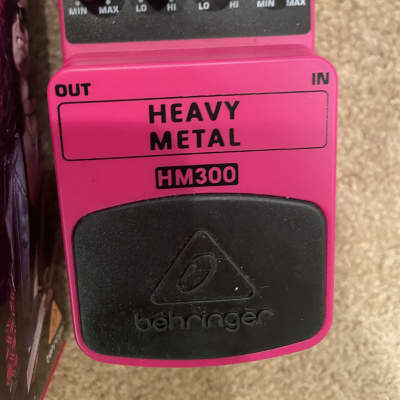 MIN MAX LO HI LO HI MIN MAX
OUT IN
HEAVY
METAL
HM300
behringer